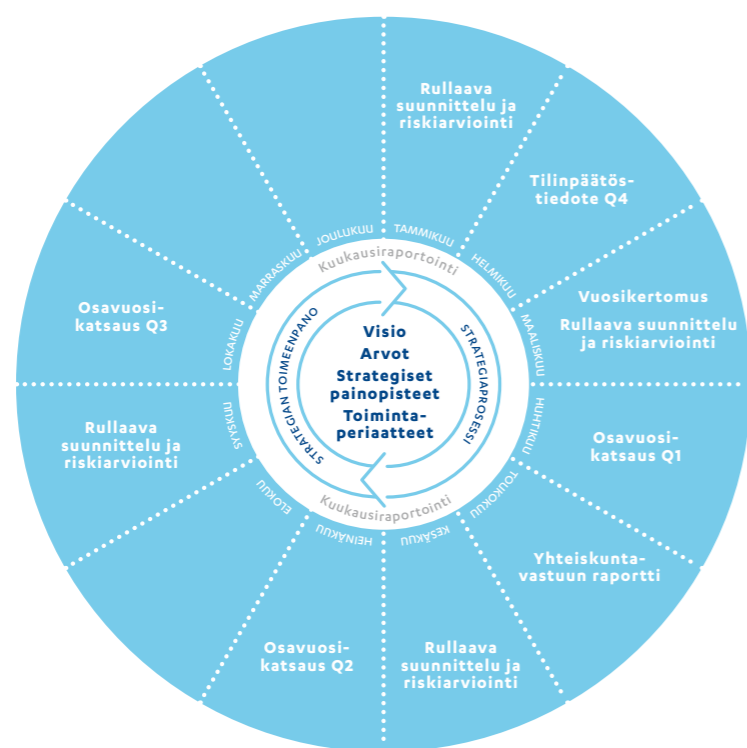 Rullaava
suunnittelu ja
riskiarviointi
Tilinpäätös-
tiedote Q4
Vuosikertomus
Rullaava suunnittelu
ja riskiarviointi
Osavuosi-
katsaus Q1
Yhteiskunta-
vastuun raportti
Rullaava
suunnittelu ja
riskiarviointi
Osavuosi-
katsaus Q2
Rullaava
suunnittelu ja
riskiarviointi
Osavuosi-
katsaus Q3
TAMMIKUU
HELMIKUU
MAALISKUU
HUHTIKUU
TOUKOKUU
KESÄKUU
HEINÄKUU
ELOKUU
SYYSKUU
LOKAKUU
MARRASKUU
JOULUKUU
Kuukausiraportointi
STRATEGIAPROSESSI
Kuukausiraportointi
STRATEGIAN TOIMEENPANO
Visio
Arvot
Strategiset
painopisteet
Toiminta-
periaatteet